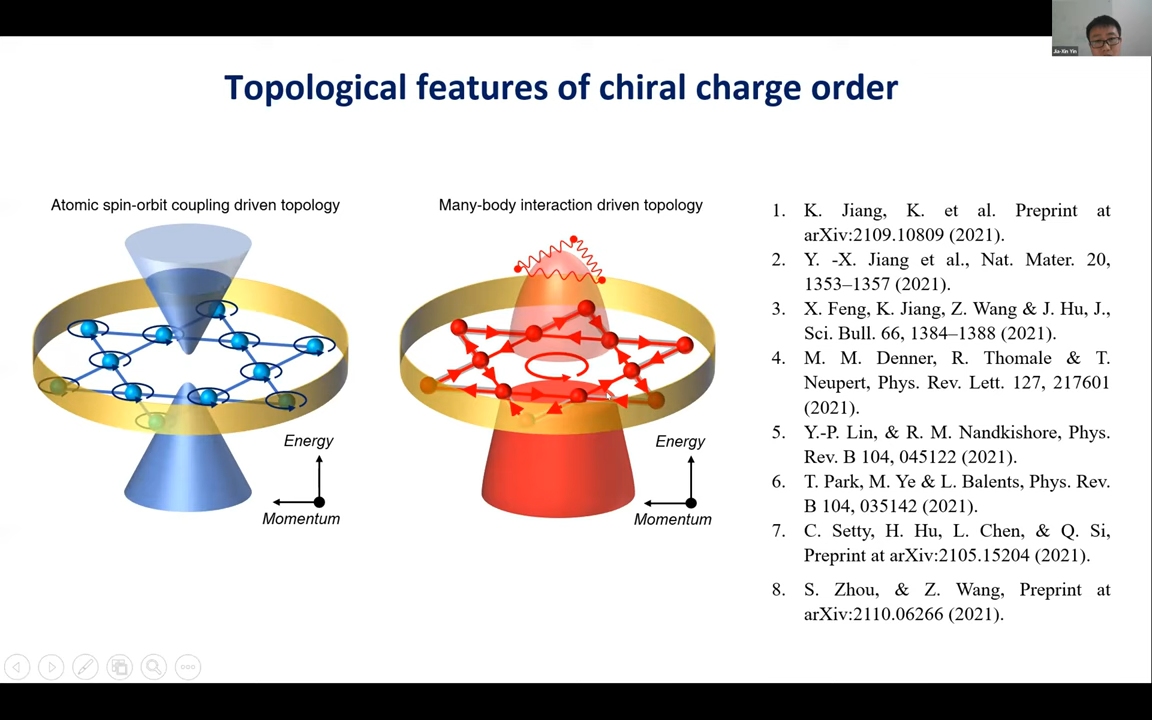 Jia-Xin Yin
Topological features of chiral charge order
Atomic spin-orbit coupling driven topology
Many-body interaction driven topology
Energy
Momentum
Energy
Momentum
1. K. Jiang, K. et al. Preprint at
arXiv:2109.10809 (2021).
2. Y. -X. Jiang et al., Nat. Mater. 20,
1353–1357 (2021).
3. X. Feng, K. Jiang, Z. Wang & J. Hu, J.,
Sci. Bull. 66, 1384–1388 (2021).
4. M. M. Denner, R. Thomale & T.
Neupert, Phys. Rev. Lett. 127, 217601
(2021).
5. Y.-P. Lin, & R. M. Nandkishore, Phys.
Rev. B 104, 045122 (2021).
6. T. Park, M. Ye & L. Balents, Phys. Rev.
B 104, 035142 (2021).
7. C. Setty, H. Hu, L. Chen, & Q. Si,
Preprint at arXiv:2105.15204 (2021).
8. S. Zhou, & Z. Wang, Preprint at
arXiv:2110.06266 (2021).